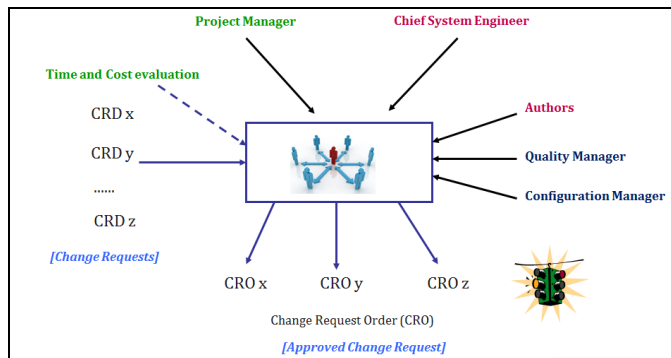 Project Manager
Chief System Engineer
Time and Cost evaluation
CRD x
Authors
CRD y
Quality Manager
......
Configuration Manager
CRD z
[Change Requests]
CRO x
CRO y
CRO z
Change Request Order (CRO)
[Approved Change Request]